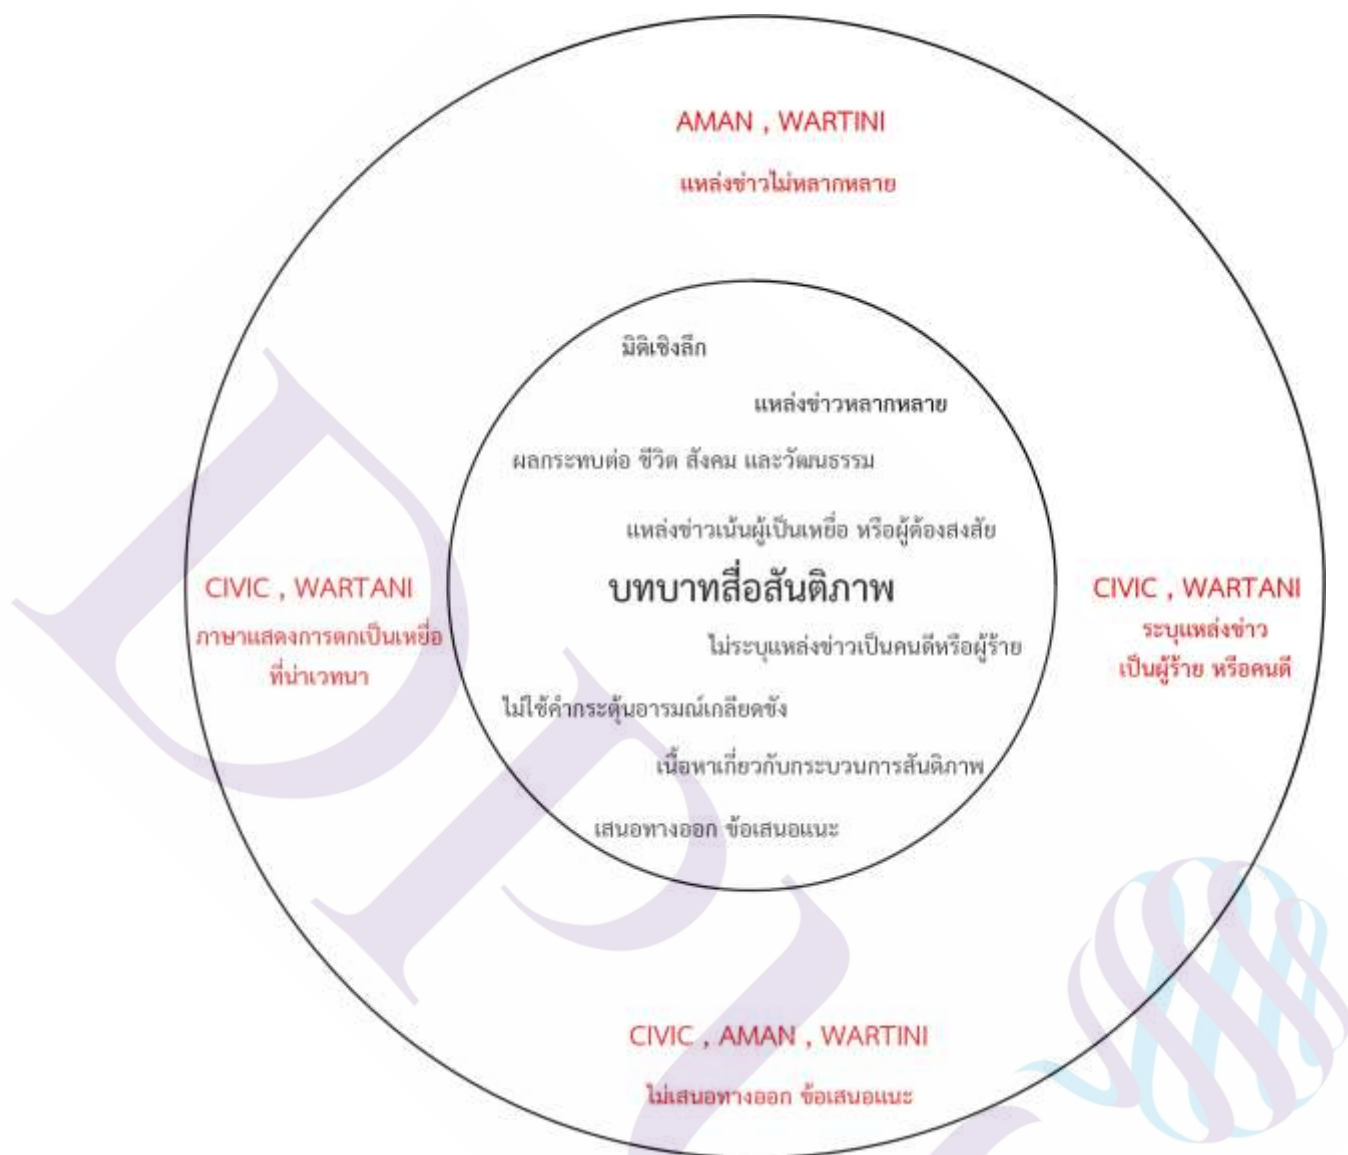 AMAN , WARTINI
แหล่งข่าวไม่หลากหลาย
มิติเชิงลึก
แหล่งข่าวหลากหลาย
ผลกระทบต่อ ชีวิต สังคม และวัฒนธรรม
แหล่งข่าวเน้นผู้เป็นเหยื่อ หรือผู้ต้องสงสัย
บทบาทสื่อสันติภาพ
ไม่ระบุแหล่งข่าวเป็นคนดีหรือผู้ร้าย
ไม่ใช้คำกระตุ้นอารมณ์เกลียดชัง
เนื้อหาเกี่ยวกับกระบวนการสันติภาพ
เสนอทางออก ข้อเสนอแนะ
CIVIC , WARTANI
ภาษาแสดงการตกเป็นเหยื่อ
ที่น่าเวทนา
CIVIC , WARTANI
ระบุแหล่งข่าว
เป็นผู้ร้าย หรือคนดี
CIVIC , AMAN , WARTINI
ไม่เสนอทางออก ข้อเสนอแนะ
DPU